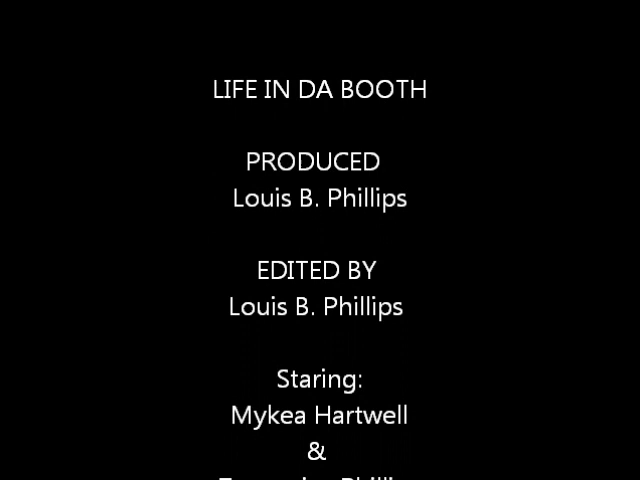 LIFE IN DA BOOTH
PRODUCED
Louis B. Phillips
EDITED BY
Louis B. Phillips
Staring:
Mykea Hartwell
&